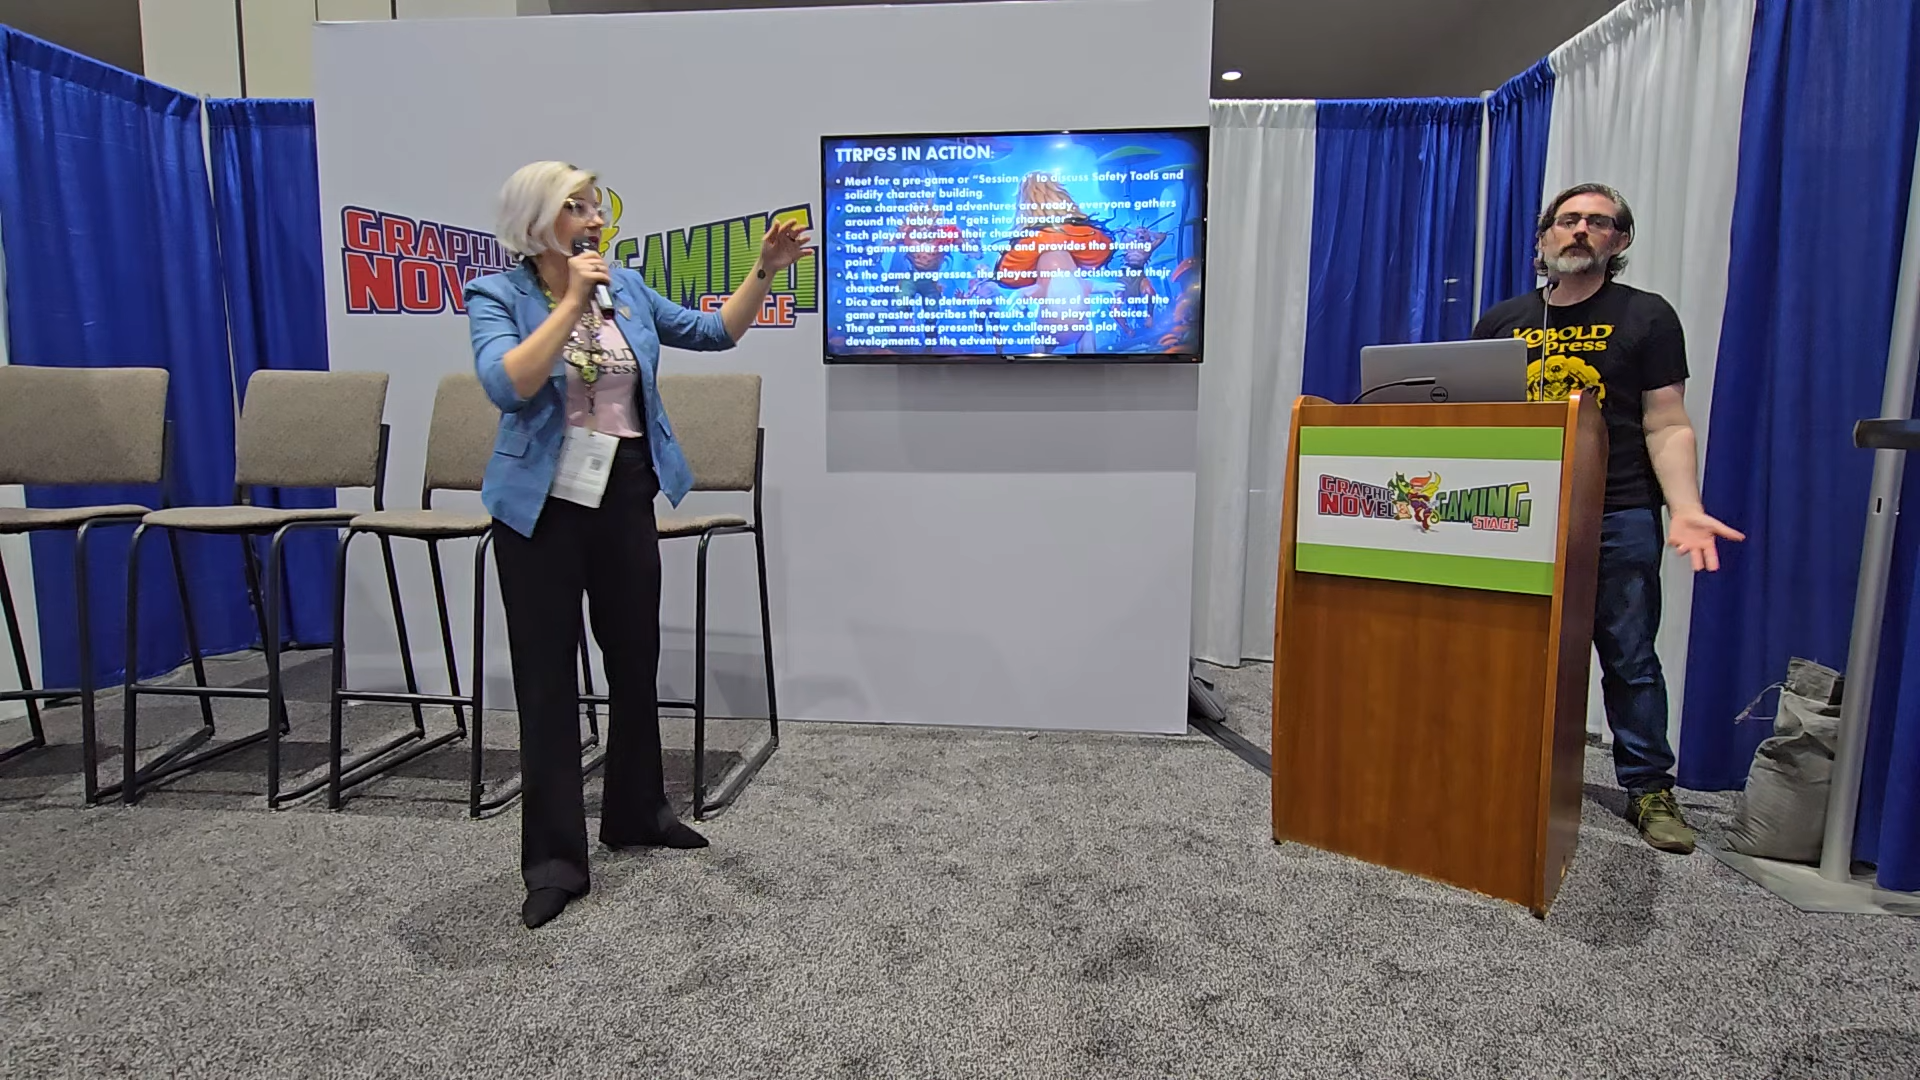 GRAPHIC
NOVEL
GAMING
STAGE
TTRPGS IN ACTION:
• Meet for a pre-game or "Session to discuss Safety Tools and
solidify character building.
• Once characters and adventures are ready, everyone gathers
around the table and "gets into character
• Each player describes their character.
• The game master sets the scene and provides the starting
point.
• As the game progresses, the players make decisions for their
characters.
• Dice are rolled to determine the outcomes of actions, and the
game master describes the results of the player's choices.
• The game master presents new challenges and plot
developments, as the adventure unfolds.
KOBOLD
Press
KOBOLD
Press
DELL
GRAPHIC
NOVEL
GAMING
STAGE